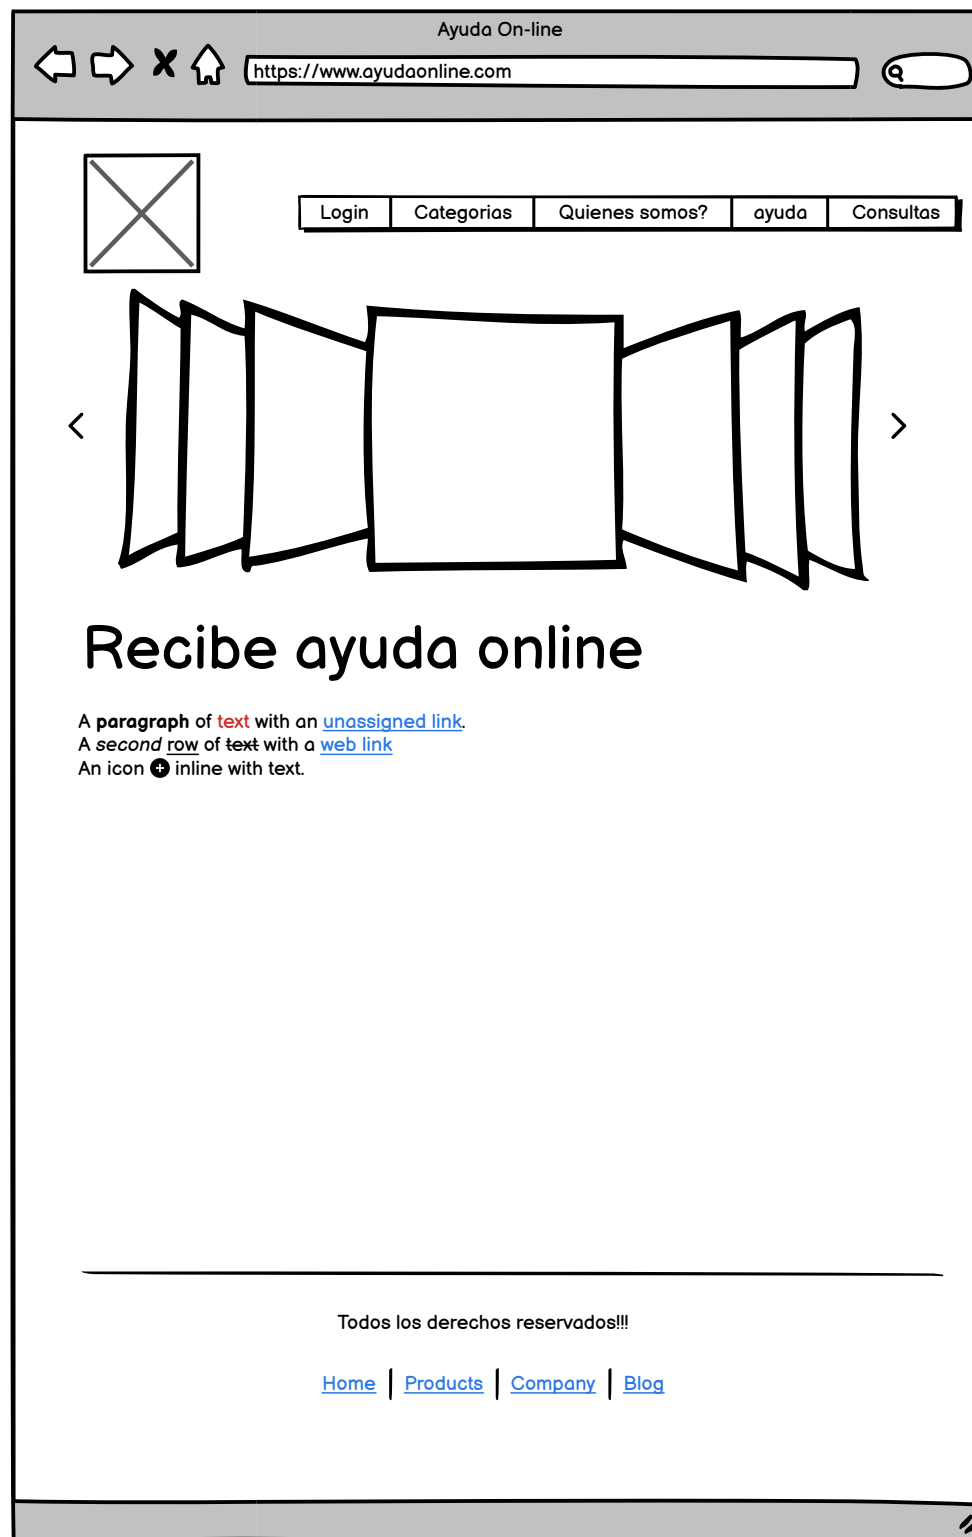 Ayuda On-line
https://www.ayudaonline.com
Login Categorias Quienes somos? ayuda Consultas
Recibe ayuda online
A paragraph of text with an unassigned link.
A second row of text with a web link
An icon inline with text.
Todos los derechos reservados!!!
Home Products Company Blog